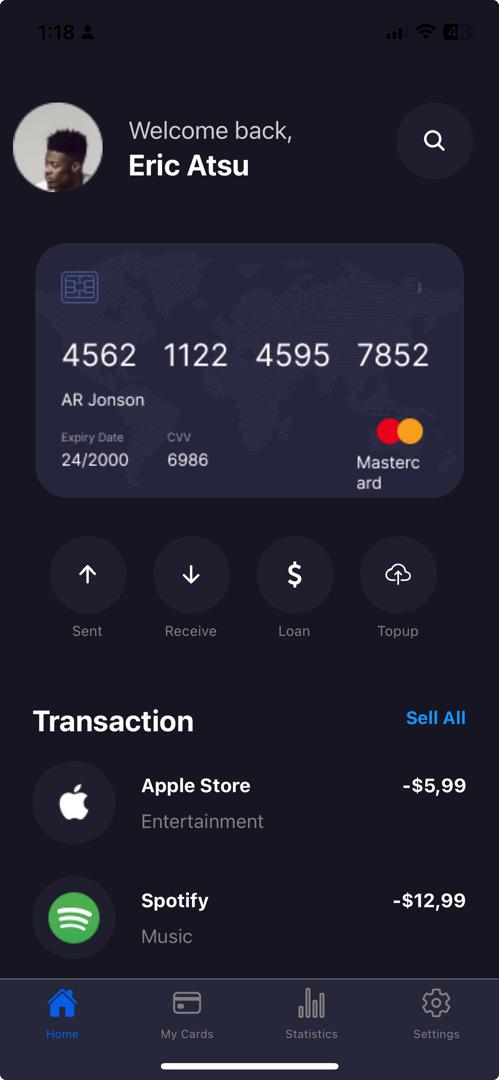 1:18
48
Welcome back,
Eric Atsu
4562 1122 4595 7852
AR Jonson
Expiry Date CVV
24/2000 6986
Masterc
ard
Sent Receive Loan Topup
Transaction Sell All
Apple Store -$5,99
Entertainment
Spotify -$12,99
Music
Home My Cards Statistics Settings